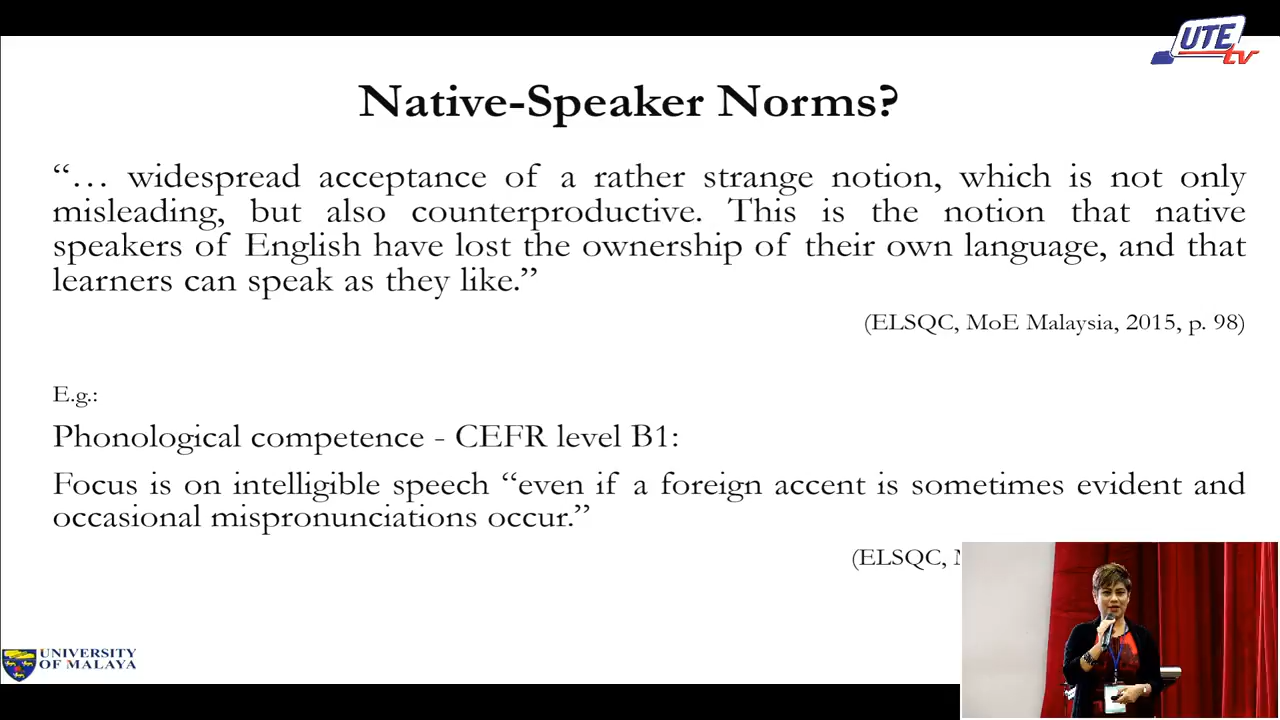 UTE
tv
Native-Speaker Norms?
“… widespread acceptance of a rather strange notion, which is not only
misleading, but also counterproductive. This is the notion that native
speakers of English have lost the ownership of their own language, and that
learners can speak as they like.”
(ELSQC, MoE Malaysia, 2015, p. 98)
E.g.:
Phonological competence - CEFR level B1:
Focus is on intelligible speech “even if a foreign accent is sometimes evident and
occasional mispronunciations occur.”
(ELSQC,
UNIVERSITY
OF MALAYA